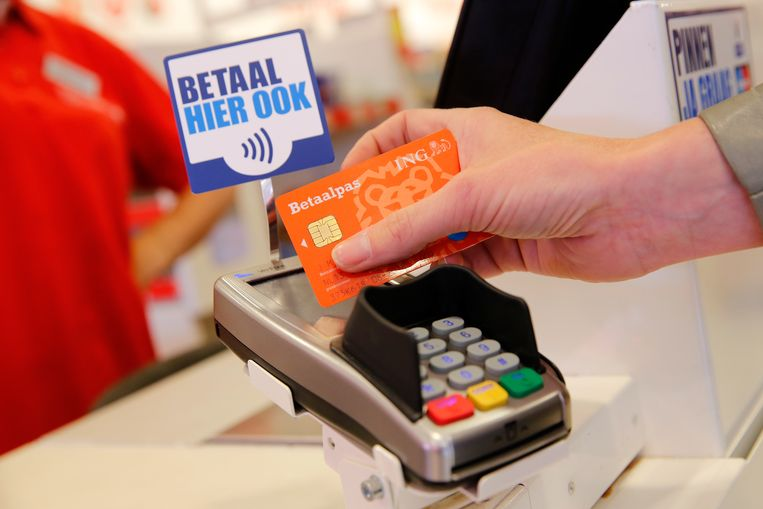 BETAAL
HIER OOK
PINNEN
JA GRAAG
Betaalpas
ING